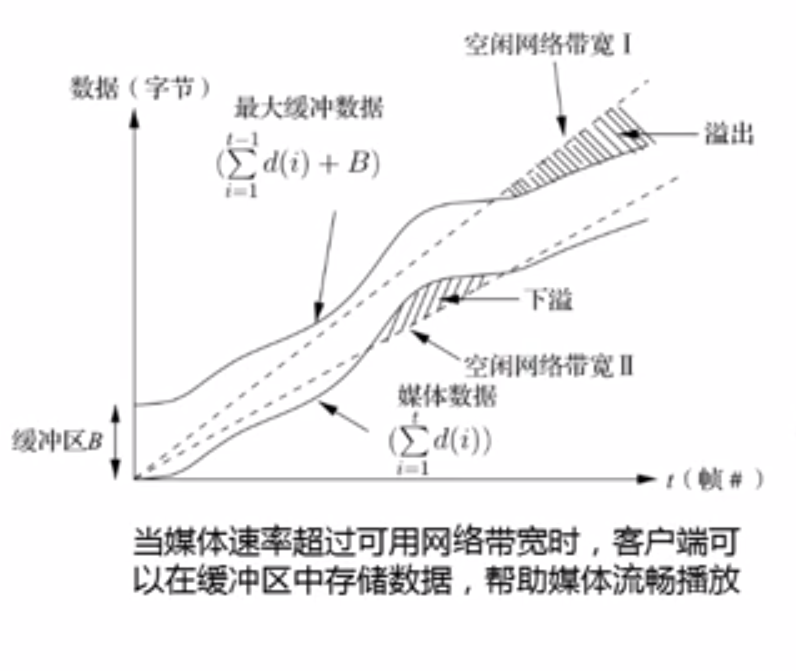 空闲网络带宽Ⅰ
数据（字节）
最大缓冲数据
溢出
(∑_{i=1}^{t-1} d(i) + B)
下溢
空闲网络带宽Ⅱ
媒体数据
缓冲区B
(∑_{i=1}^{t} d(i))
t（帧#）
当媒体速率超过可用网络带宽时，客户端可
以在缓冲区中存储数据，帮助媒体流畅播放